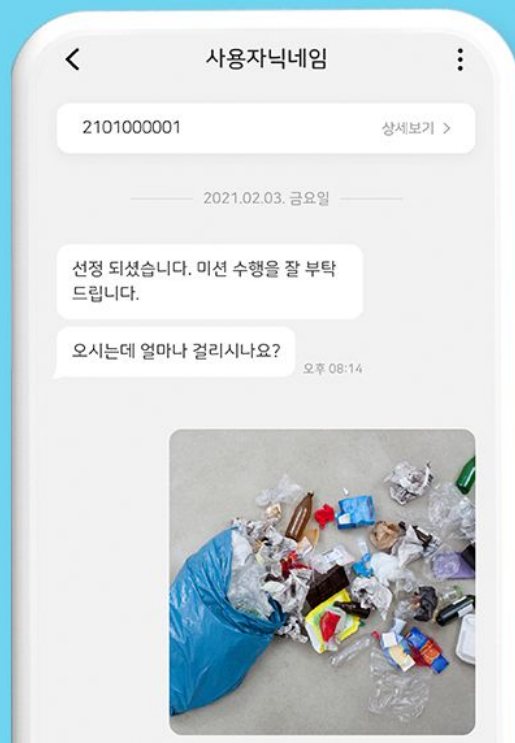 사용자닉네임
2101000001 상세보기 >
2021.02.03. 금요일
선정 되셨습니다. 미션 수행을 잘 부탁
드립니다.
오시는데 얼마나 걸리시나요?
오후 08:14